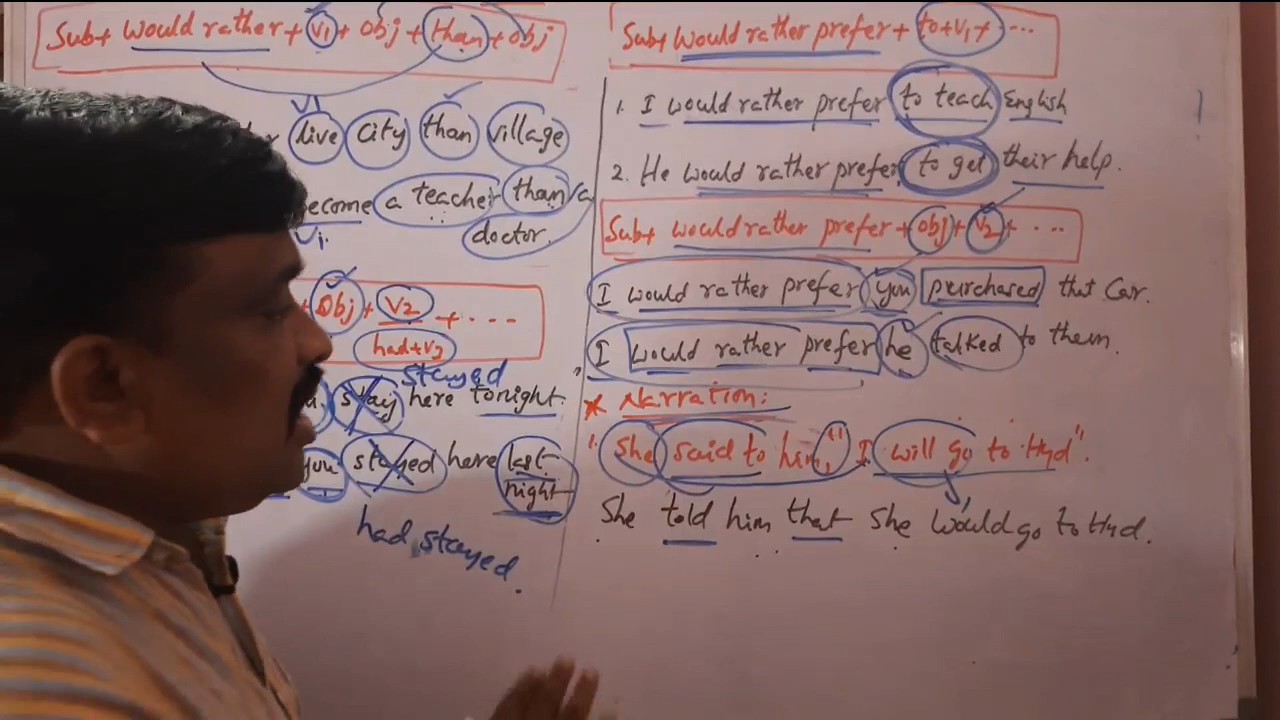 Sub+ would rather + V1 + obj + than + obj
V1
live city than village
become a teacher than a
V1
doctor.
Obj + V2 + ...
had+V3
stayed
stay here tonight.
you stayed here last
night
had stayed.
Sub+ would rather prefer + to+V1+ ...
1. I would rather prefer to teach English
2. He would rather prefer to get their help.
Sub+ would rather prefer + obj + V2 + ...
I would rather prefer you purchased that Car.
I would rather prefer he talked to them.
* Narration:
"She said to him, "I will go to Hyd".
She told him that she would go to Hyd.